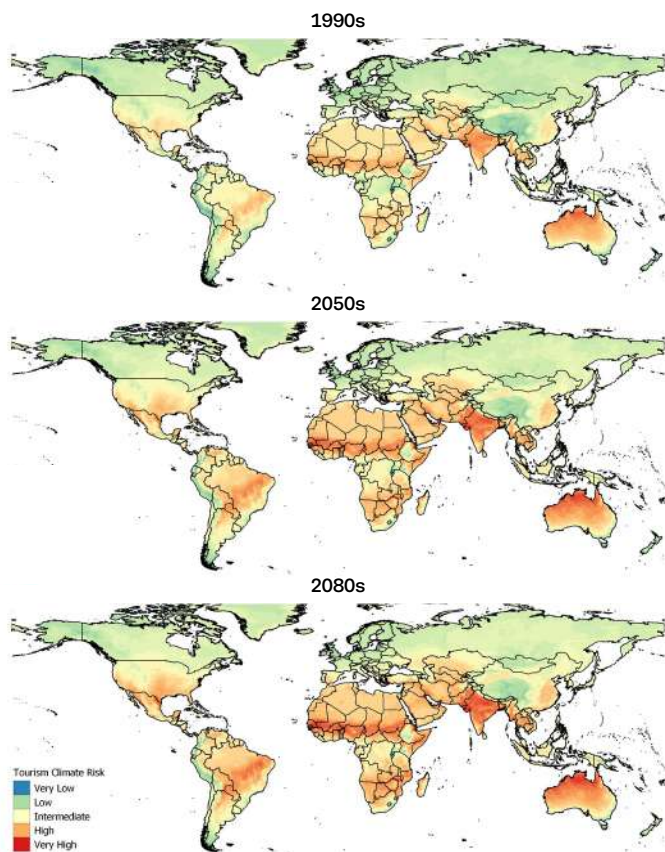 1990s
2050s
2080s
Tourism Climate Risk
Very Low
Low
Intermediate
High
Very High